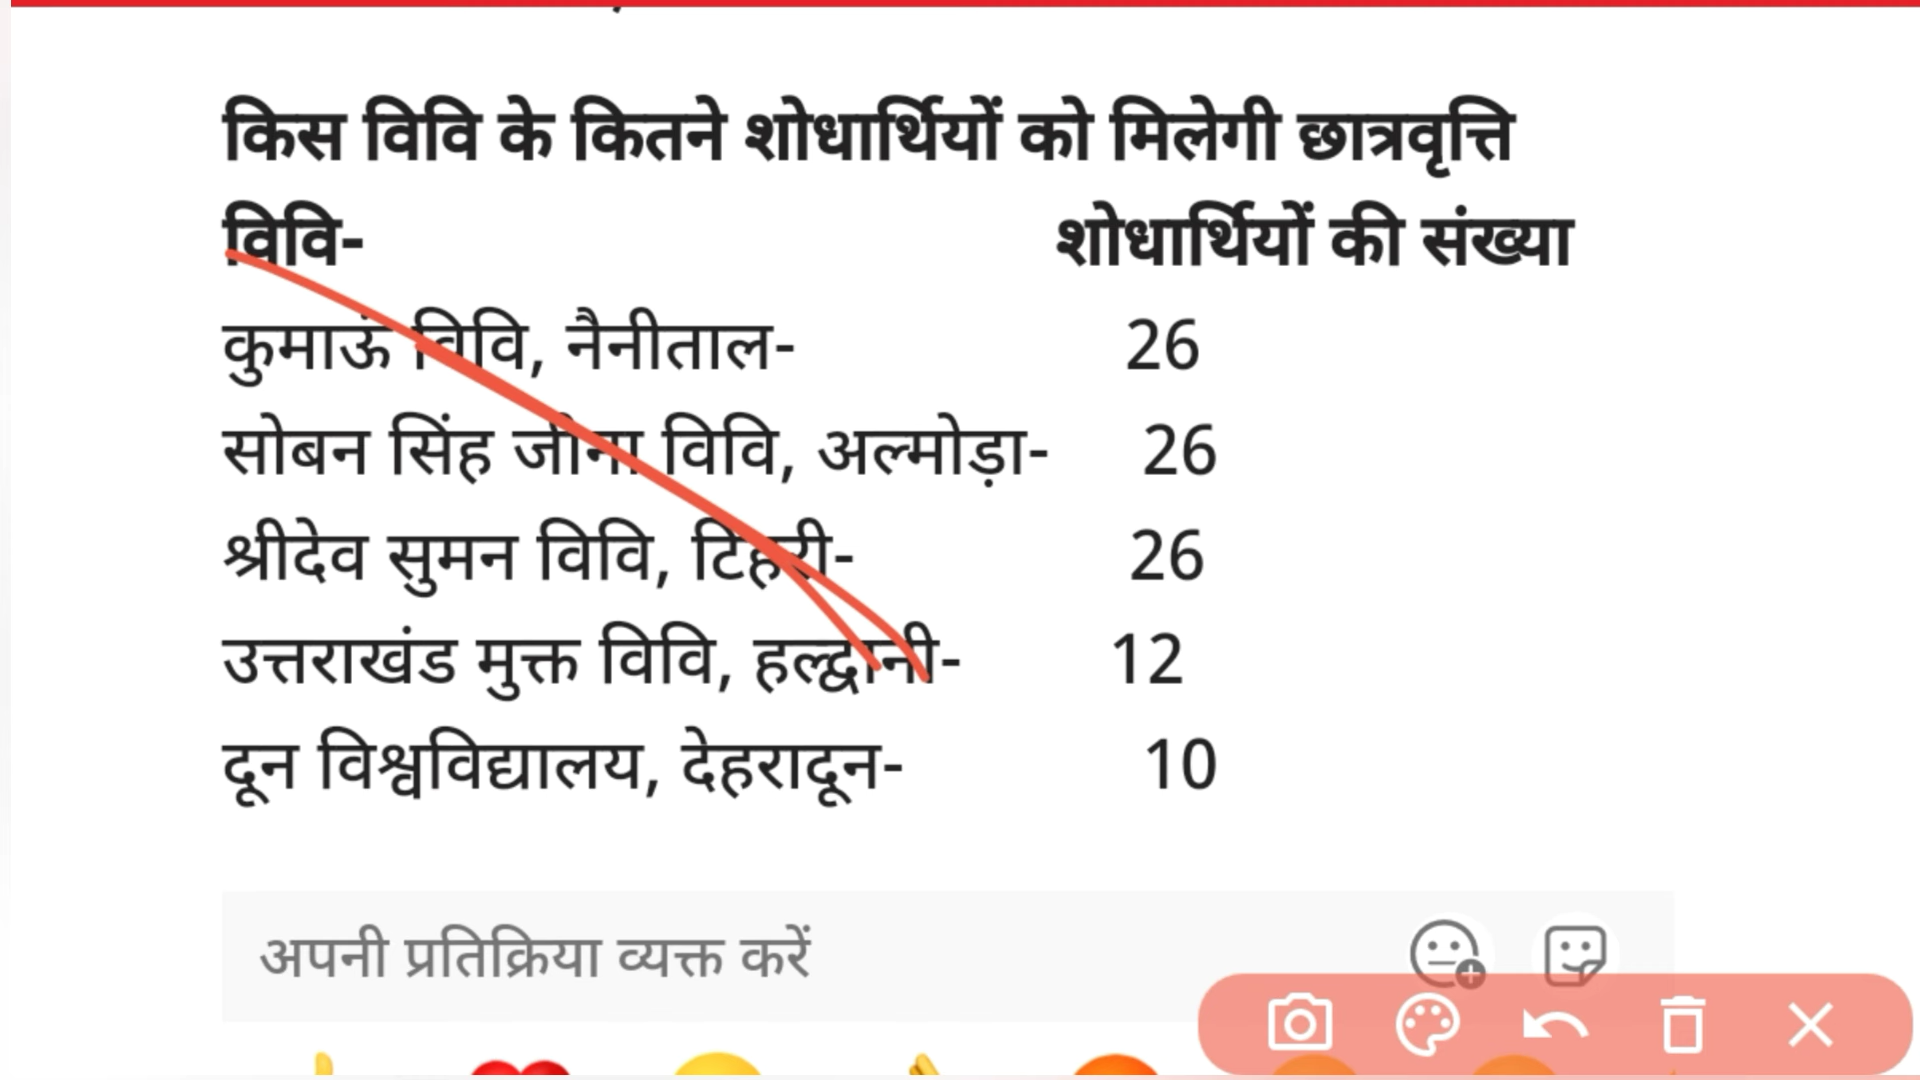 किस विवि के कितने शोधार्थियों को मिलेगी छात्रवृत्ति
विवि- शोधार्थियों की संख्या
कुमाऊं विवि, नैनीताल- 26
सोबन सिंह जीना विवि, अल्मोड़ा- 26
श्रीदेव सुमन विवि, टिहरी- 26
उत्तराखंड मुक्त विवि, हल्द्वानी- 12
दून विश्वविद्यालय, देहरादून- 10
अपनी प्रतिक्रिया व्यक्त करें